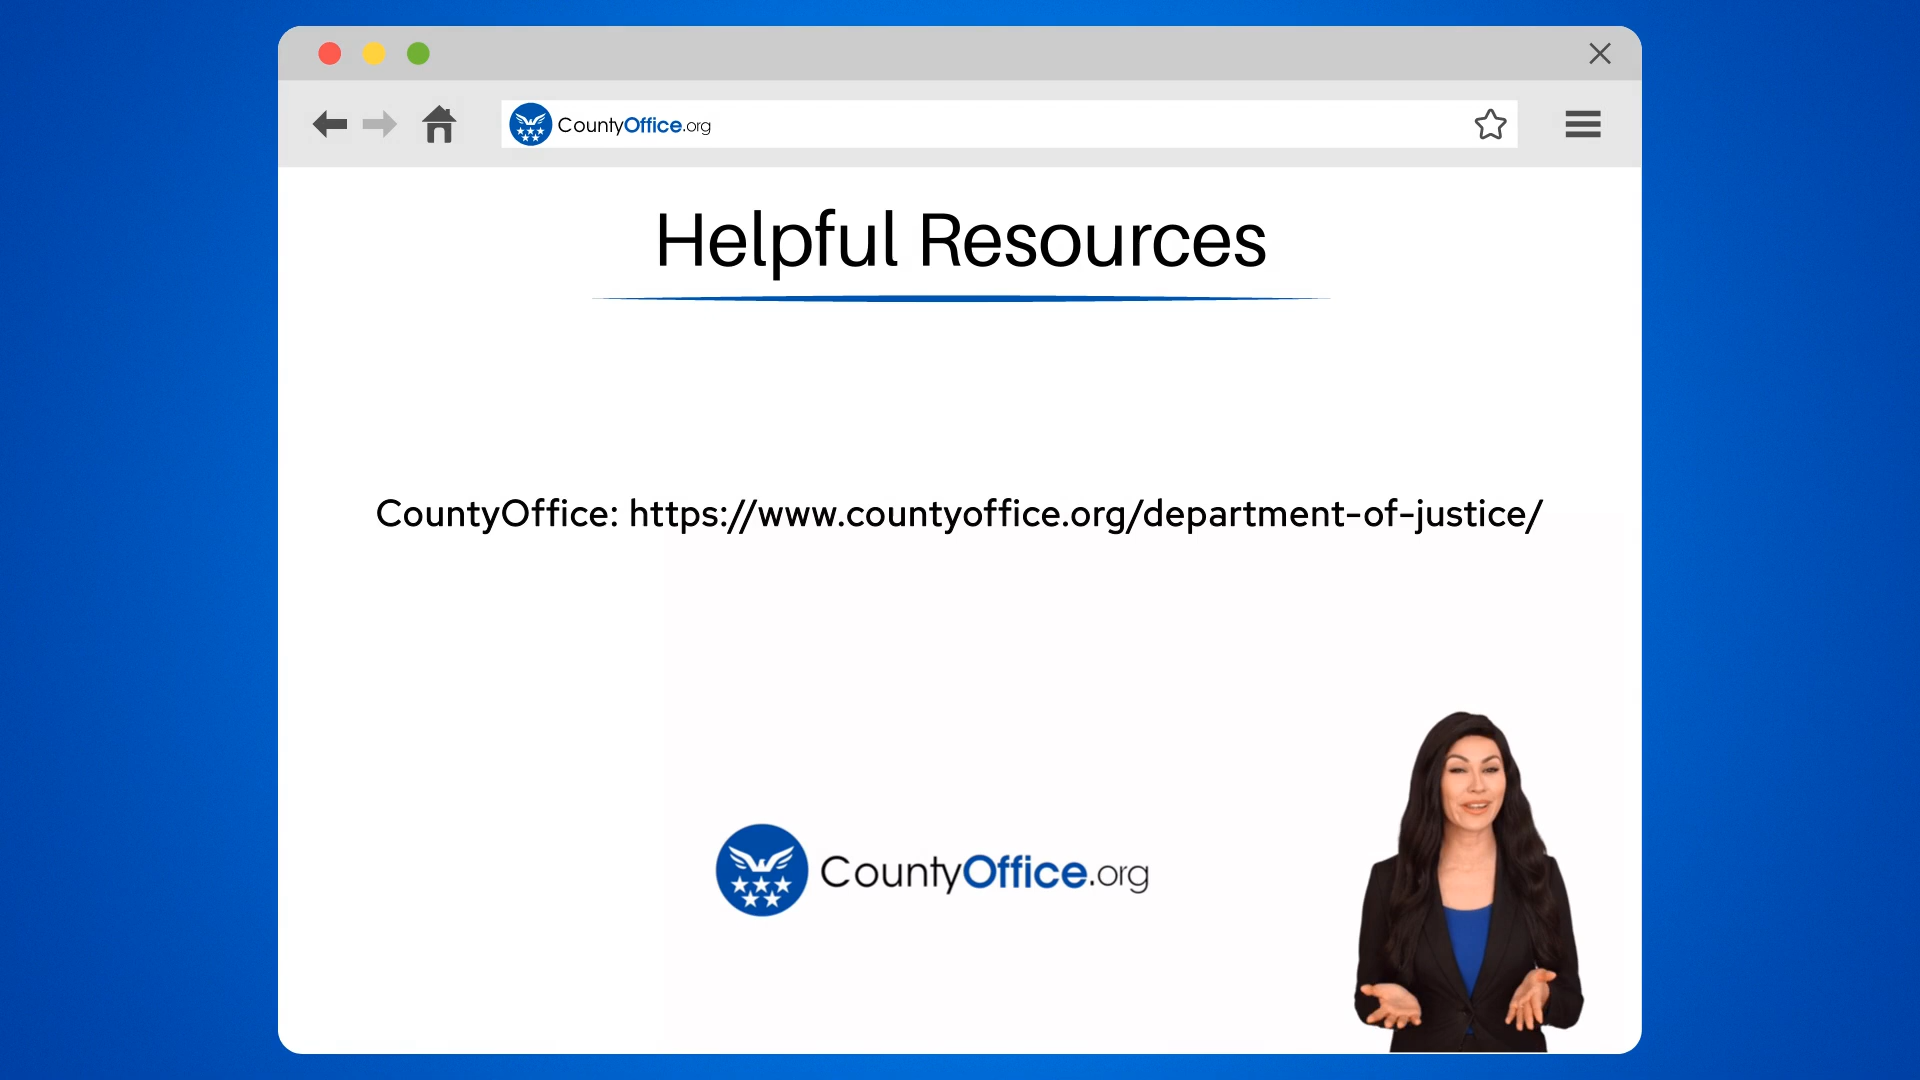 CountyOffice.org
Helpful Resources
CountyOffice: https://www.countyoffice.org/department-of-justice/
CountyOffice.org